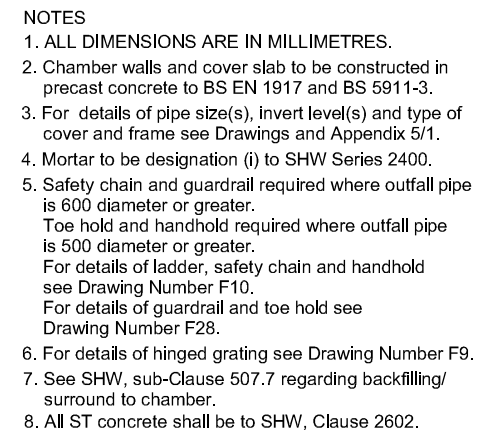 NOTES
1. ALL DIMENSIONS ARE IN MILLIMETRES.
2. Chamber walls and cover slab to be constructed in
precast concrete to BS EN 1917 and BS 5911-3.
3. For details of pipe size(s), invert level(s) and type of
cover and frame see Drawings and Appendix 5/1.
4. Mortar to be designation (i) to SHW Series 2400.
5. Safety chain and guardrail required where outfall pipe
is 600 diameter or greater.
Toe hold and handhold required where outfall pipe
is 500 diameter or greater.
For details of ladder, safety chain and handhold
see Drawing Number F10.
For details of guardrail and toe hold see
Drawing Number F28.
6. For details of hinged grating see Drawing Number F9.
7. See SHW, sub-Clause 507.7 regarding backfilling/
surround to chamber.
8. All ST concrete shall be to SHW, Clause 2602.